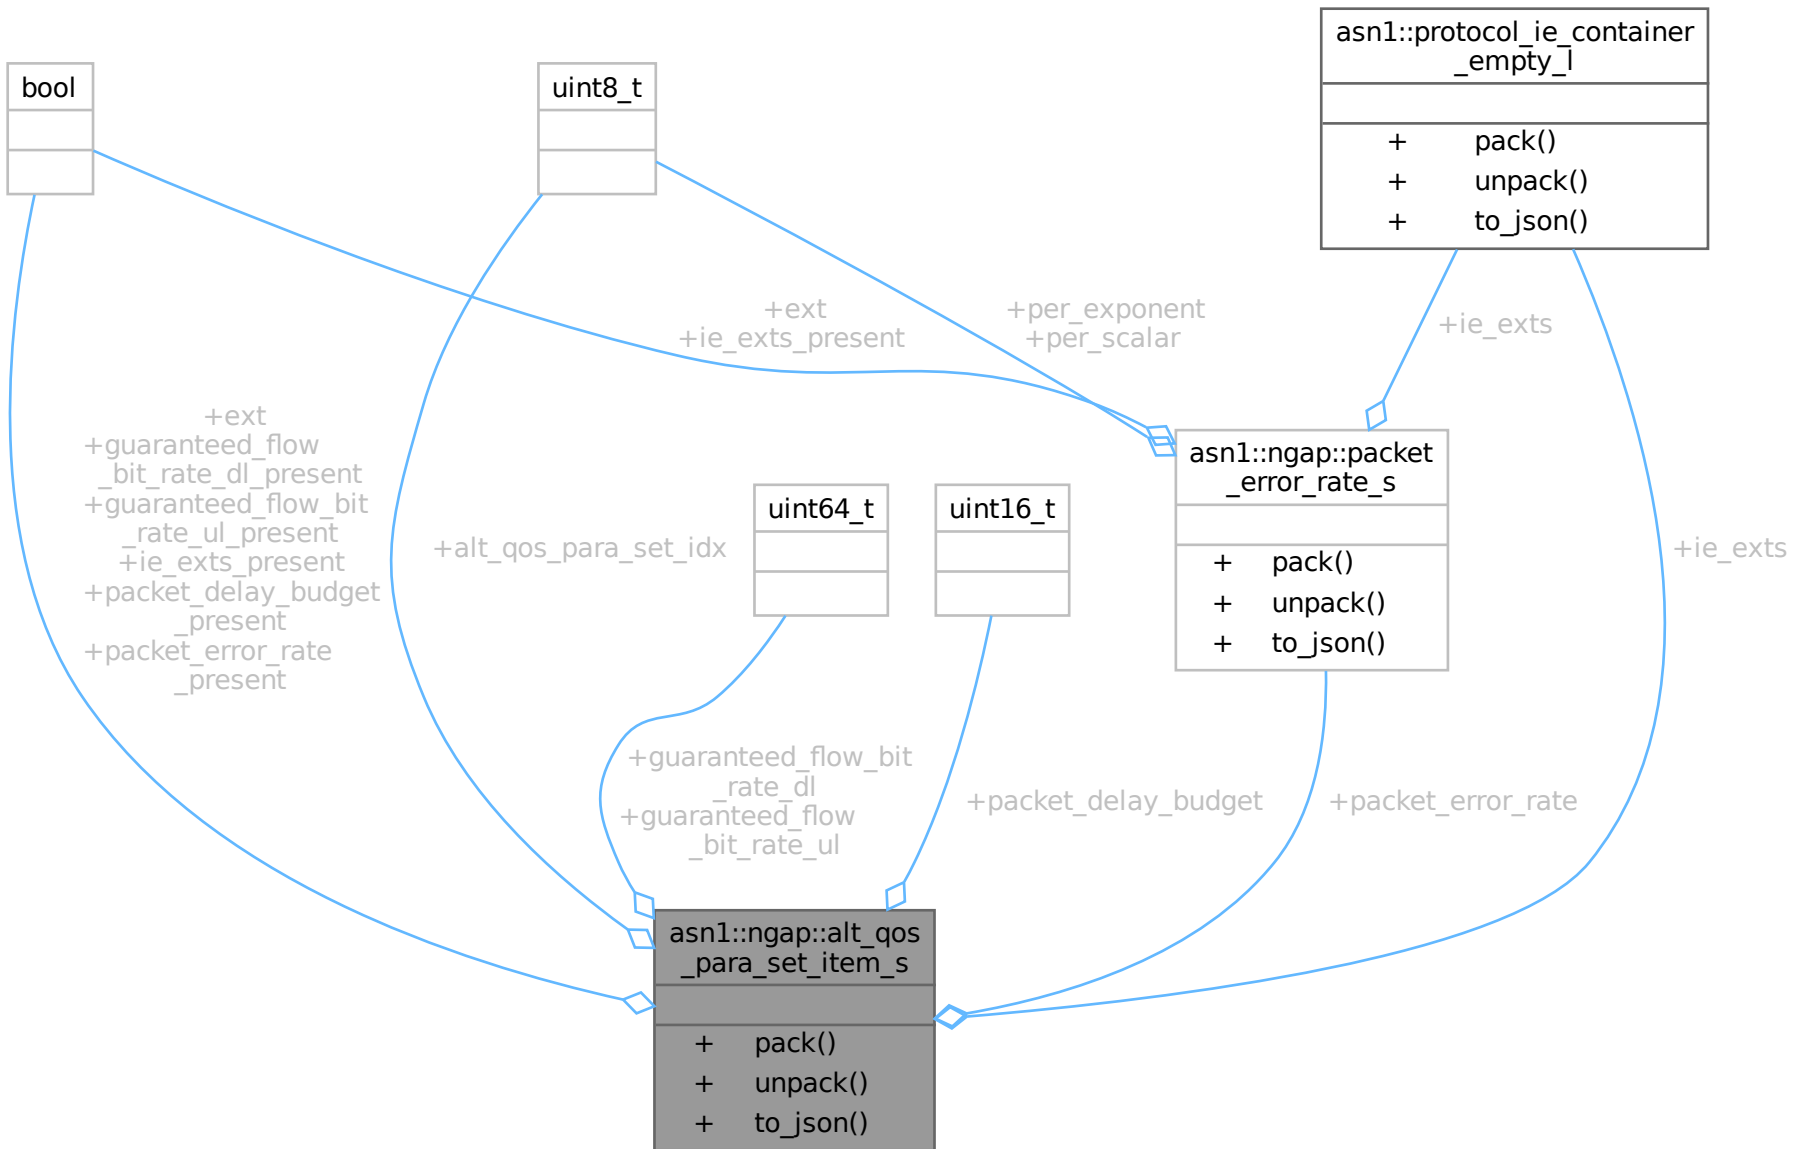 asn1::protocol_ie_container
_empty_l
+ pack()
+ unpack()
+ to_json()
bool
uint8_t
+ext
+ie_exts_present
+per_exponent
+per_scalar
+ie_exts
+ext
+guaranteed_flow
_bit_rate_dl_present
+guaranteed_flow_bit
_rate_ul_present
+ie_exts_present
+packet_delay_budget
_present
+packet_error_rate
_present
+alt_qos_para_set_idx
uint64_t
uint16_t
asn1::ngap::packet
_error_rate_s
+ pack()
+ unpack()
+ to_json()
+ie_exts
+guaranteed_flow_bit
_rate_dl
+guaranteed_flow
_bit_rate_ul
+packet_delay_budget
+packet_error_rate
asn1::ngap::alt_qos
_para_set_item_s
+ pack()
+ unpack()
+ to_json()